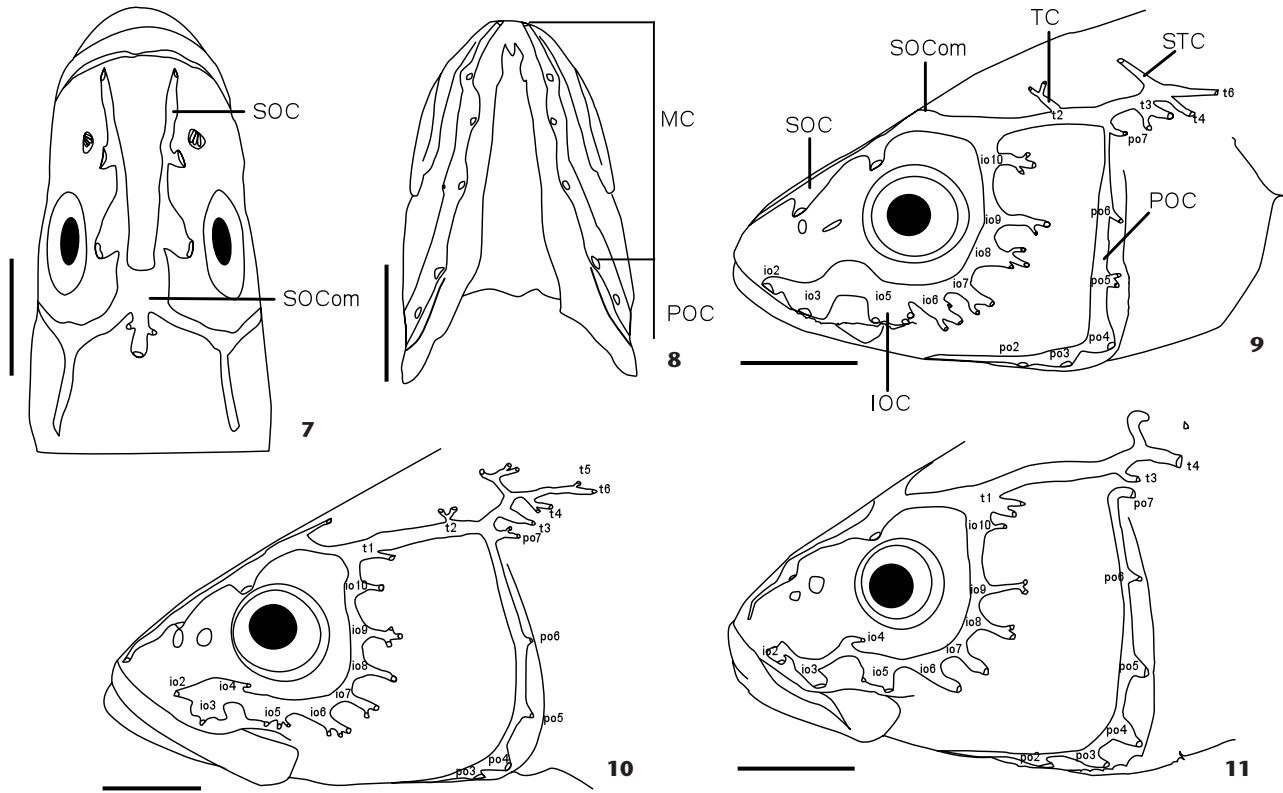 SOC
SOCom
7
MC
POC
8
TC
STC
SOCom
SOC
t6
t3
t2
t4
po7
io10
POC
po6
io9
io8
io2
po5
io7
io3
io5
io6
po4
po2
po3
9
IOC
t5
t6
t4
t2
t3
po7
t1
io10
io9
po6
io8
io4
io2
io7
io3
io5
io6
po5
po4
po3
10
t4
t3
t1
po7
io10
po6
io9
io8
io4
io2
io7
io3
io5
io6
po5
po4
po2
po3
11